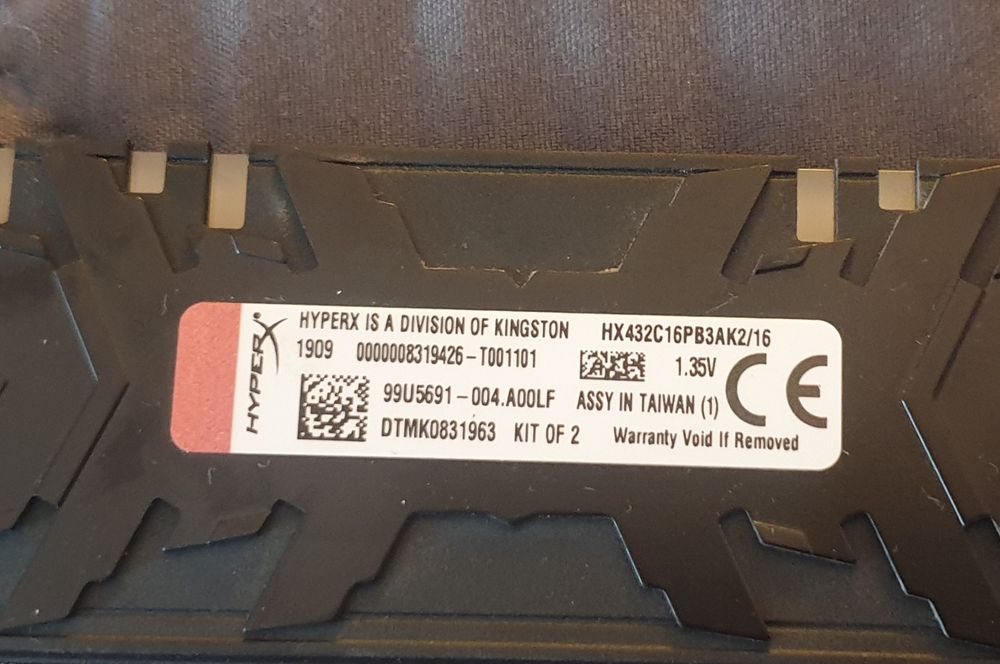 HYPERX
HYPERX IS A DIVISION OF KINGSTON HX432C16PB3AK2/16
1909 0000008319426-T001101 1.35V
99U5691-004.A00LF ASSY IN TAIWAN (1)
DTMK0831963 KIT OF 2 Warranty Void If Removed
CE